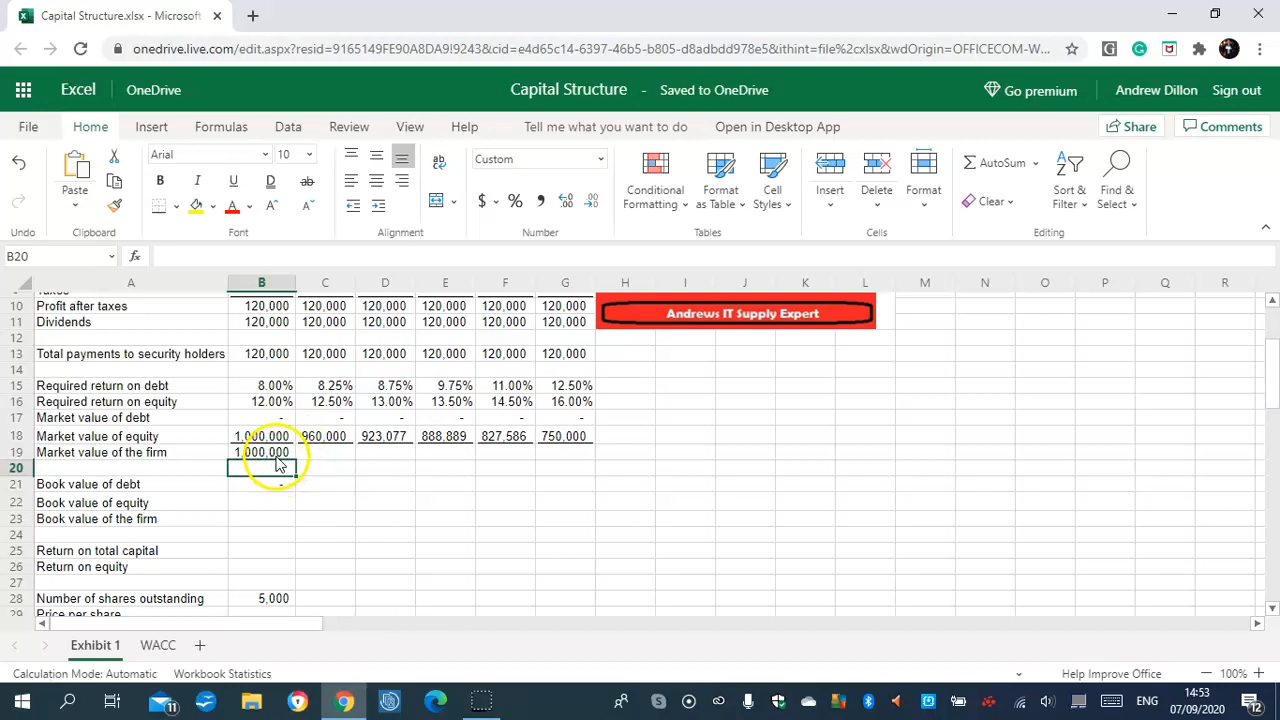 Capital Structure.xlsx - Microsoft
onedrive.live.com/edit.aspx?resid=9165149FE90A8DA9!9243&cid=e4d65c14-6397-46b5-b805-d8adbdd978e5&ithint=file%2cxlsx&wdOrigin=OFFICECOM-W...
Excel OneDrive Capital Structure - Saved to OneDrive Go premium Andrew Dillon Sign out
File Home Insert Formulas Data Review View Help Tell me what you want to do Open in Desktop App Share Comments
Arial 10 Custom AutoSum
Paste Conditional Formatting Format as Table Cell Styles Insert Delete Format Clear Sort & Filter Find & Select
Undo Clipboard Font Alignment Number Tables Cells Editing
B20 fx
A B C D E F G H I J K L M N O P Q R
10 Profit after taxes 120,000 120,000 120,000 120,000 120,000 120,000
Andrews IT Supply Expert
11 Dividends 120,000 120,000 120,000 120,000 120,000 120,000
12
13 Total payments to security holders 120,000 120,000 120,000 120,000 120,000 120,000
14
15 Required return on debt 8.00% 8.25% 8.75% 9.75% 11.00% 12.50%
16 Required return on equity 12.00% 12.50% 13.00% 13.50% 14.50% 16.00%
17 Market value of debt - - - - - -
18 Market value of equity 1,000,000 960,000 923,077 888,889 827,586 750,000
19 Market value of the firm 1,000,000
20
21 Book value of debt -
22 Book value of equity
23 Book value of the firm
24
25 Return on total capital
26 Return on equity
27
28 Number of shares outstanding 5,000
29 Price per share
Exhibit 1 WACC
Calculation Mode: Automatic Workbook Statistics Help Improve Office 100%
11 ENG 14:53 07/09/2020 12